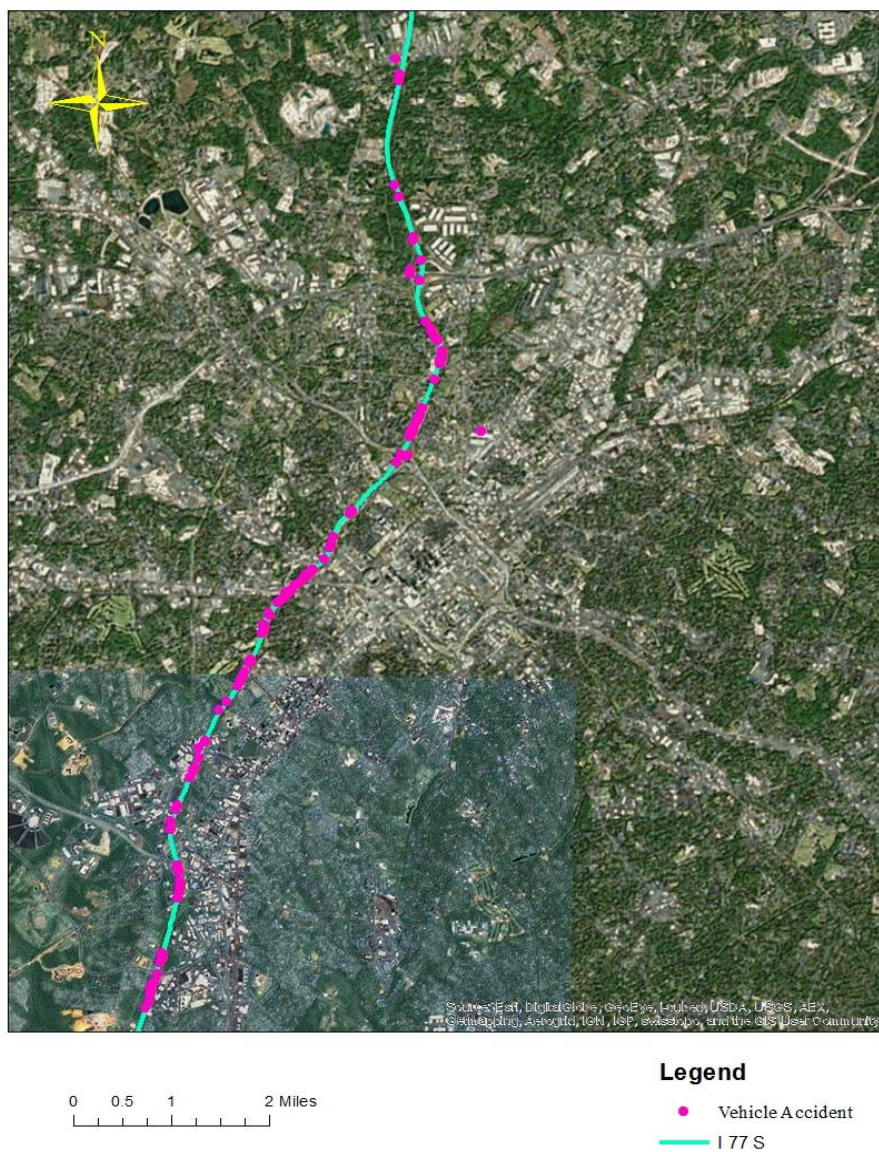 N
Source: Esri, DigitalGlobe, GeoEye, i-cubed, USDA, USGS, AEX,
Getmapping, Aerogrid, IGN, IGP, swisstopo, and the GIS User Community
Legend
0 0.5 1 2 Miles
Vehicle Accident
I 77 S